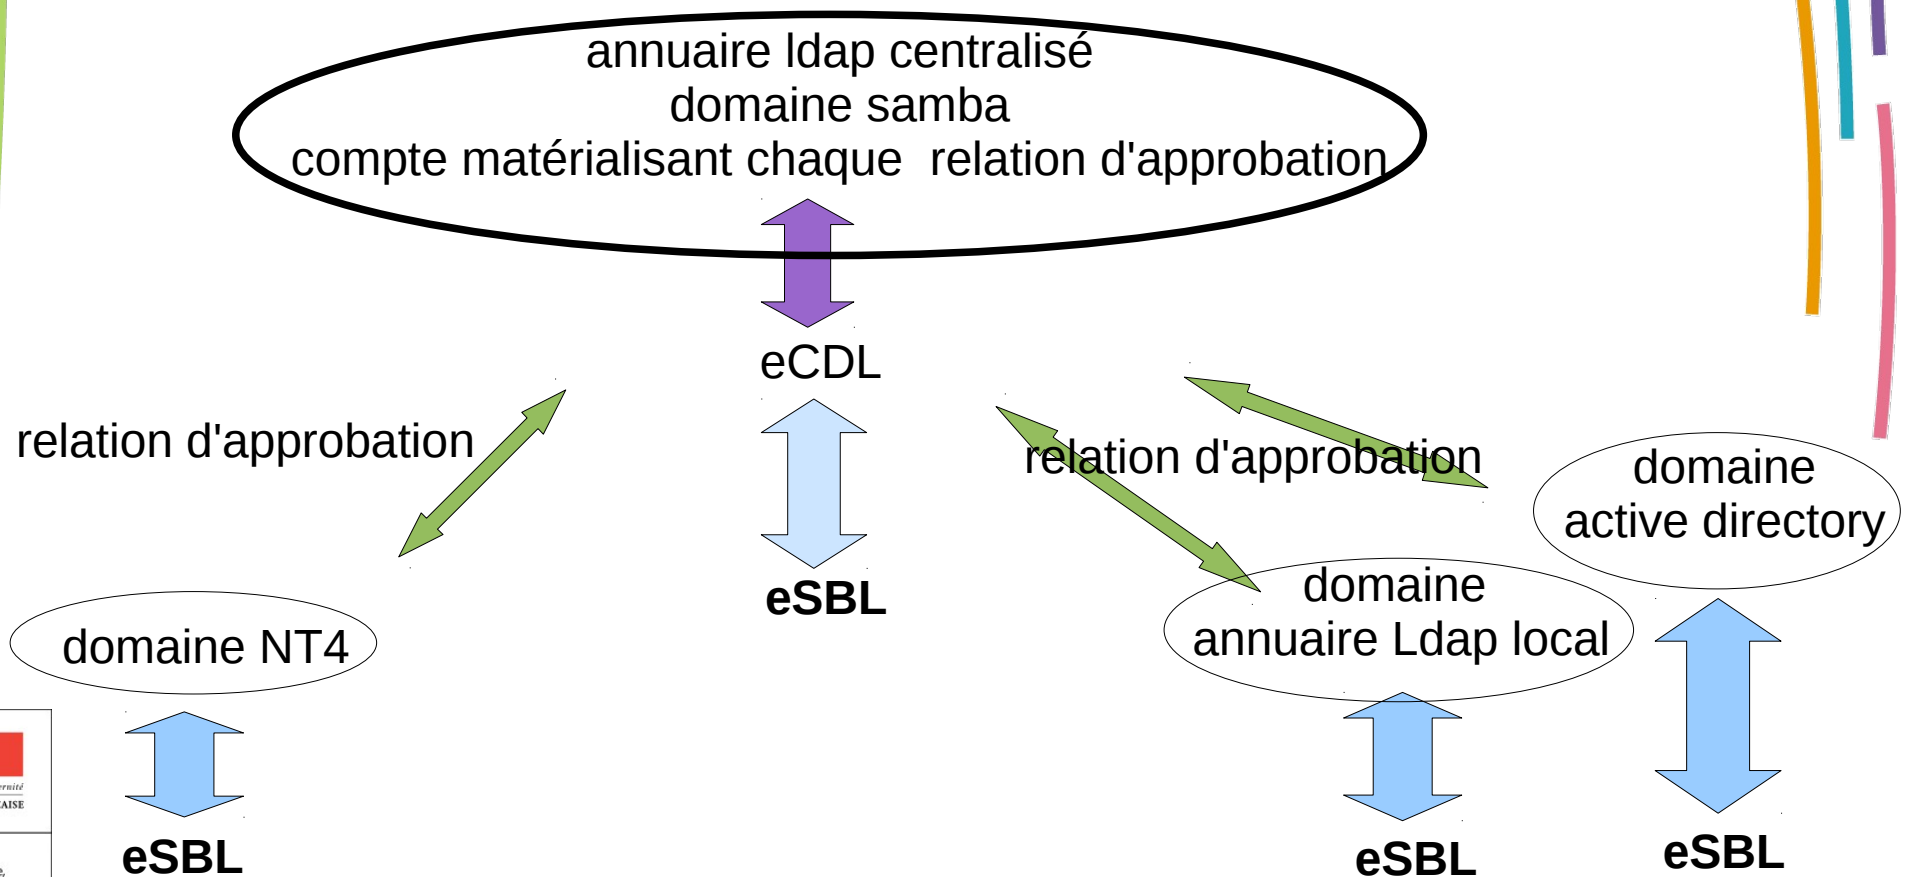 annuaire ldap centralisé
domaine samba
compte matérialisant chaque  relation d'approbation
eCDL
relation d'approbation
relation d'approbation
domaine
active directory
eSBL
domaine
annuaire Ldap local
domaine NT4
eSBL
eSBL
eSBL